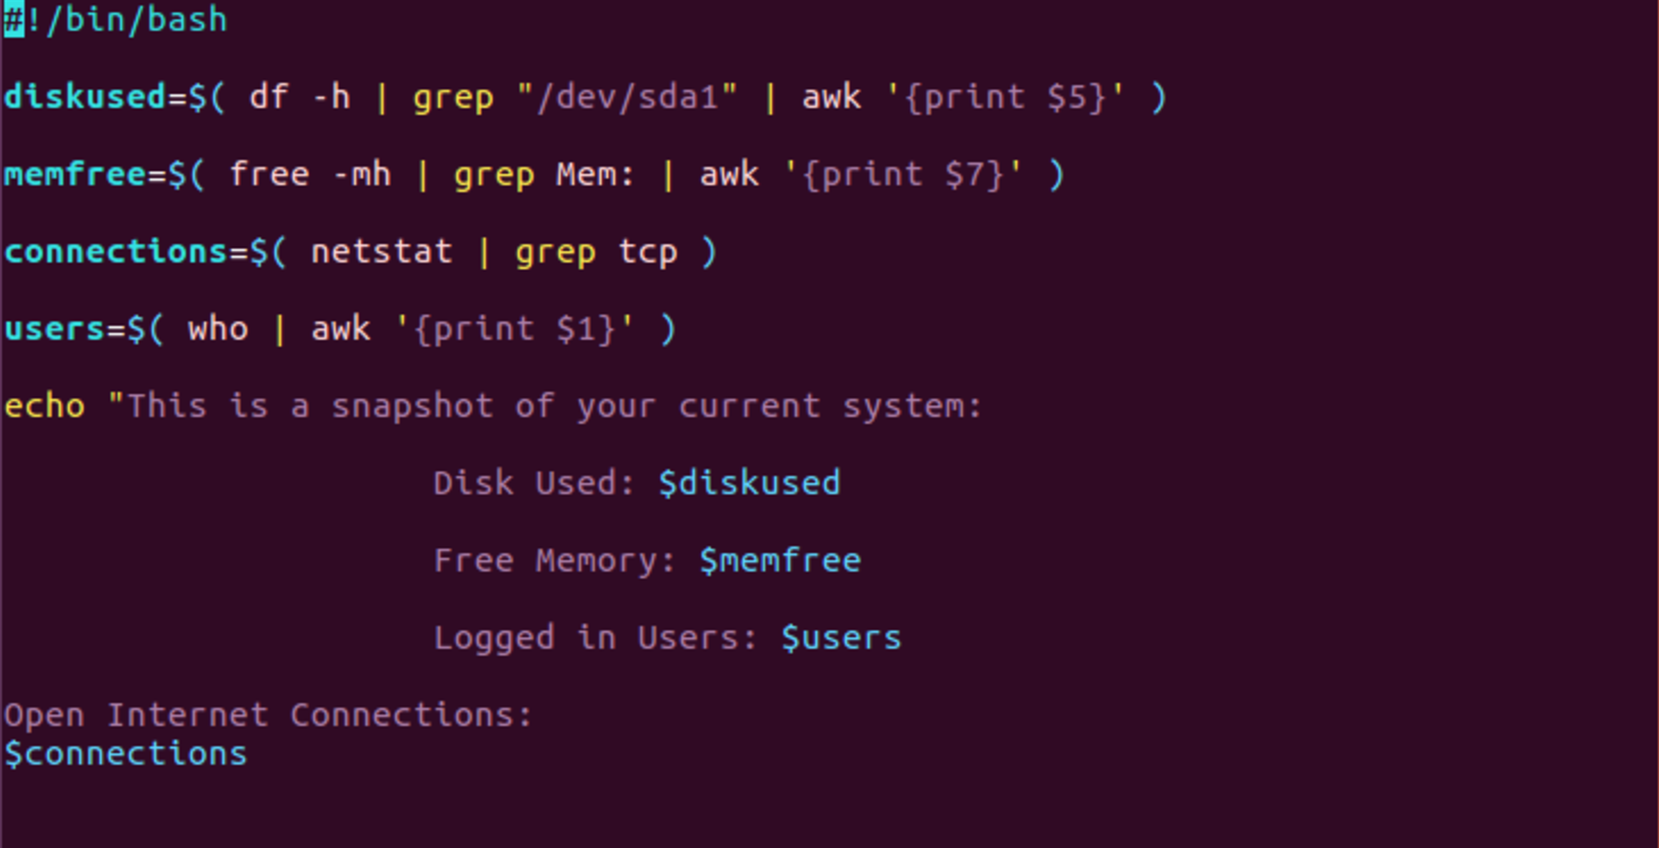 #!/bin/bash
diskused=$( df -h | grep "/dev/sda1" | awk '{print $5}' )
memfree=$( free -mh | grep Mem: | awk '{print $7}' )
connections=$( netstat | grep tcp )
users=$( who | awk '{print $1}' )
echo "This is a snapshot of your current system:
Disk Used: $diskused
Free Memory: $memfree
Logged in Users: $users
Open Internet Connections:
$connections